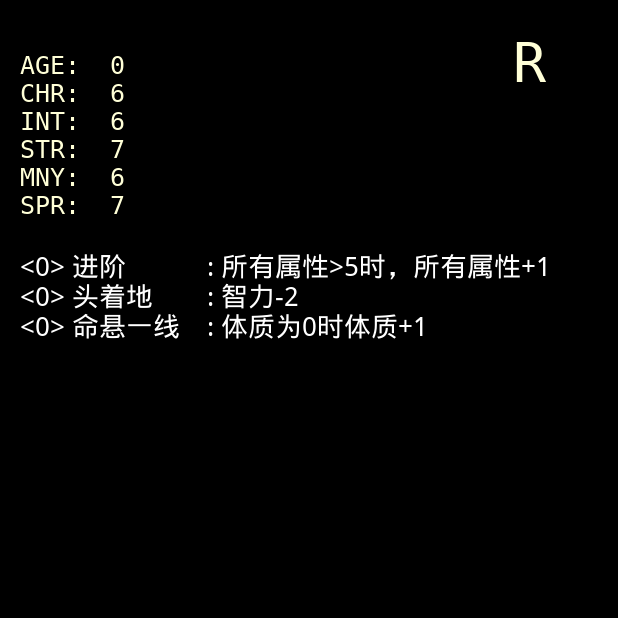 R
AGE: 0
CHR: 6
INT: 6
STR: 7
MNY: 6
SPR: 7
<0> 进阶 : 所有属性>5时，所有属性+1
<0> 头着地 : 智力-2
<0> 命悬一线 : 体质为0时体质+1